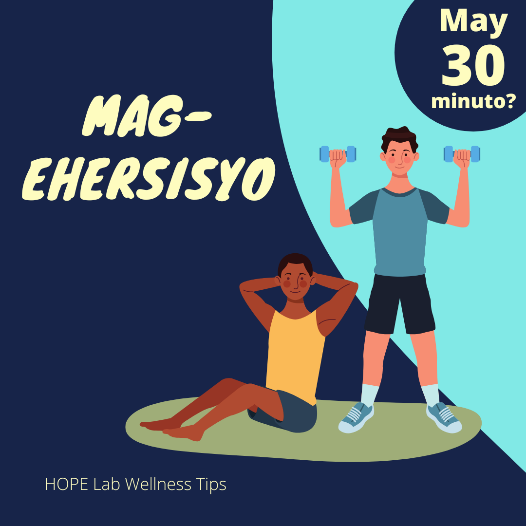 May
30
minuto?
MAG-
EHERSISYO
HOPE Lab Wellness Tips